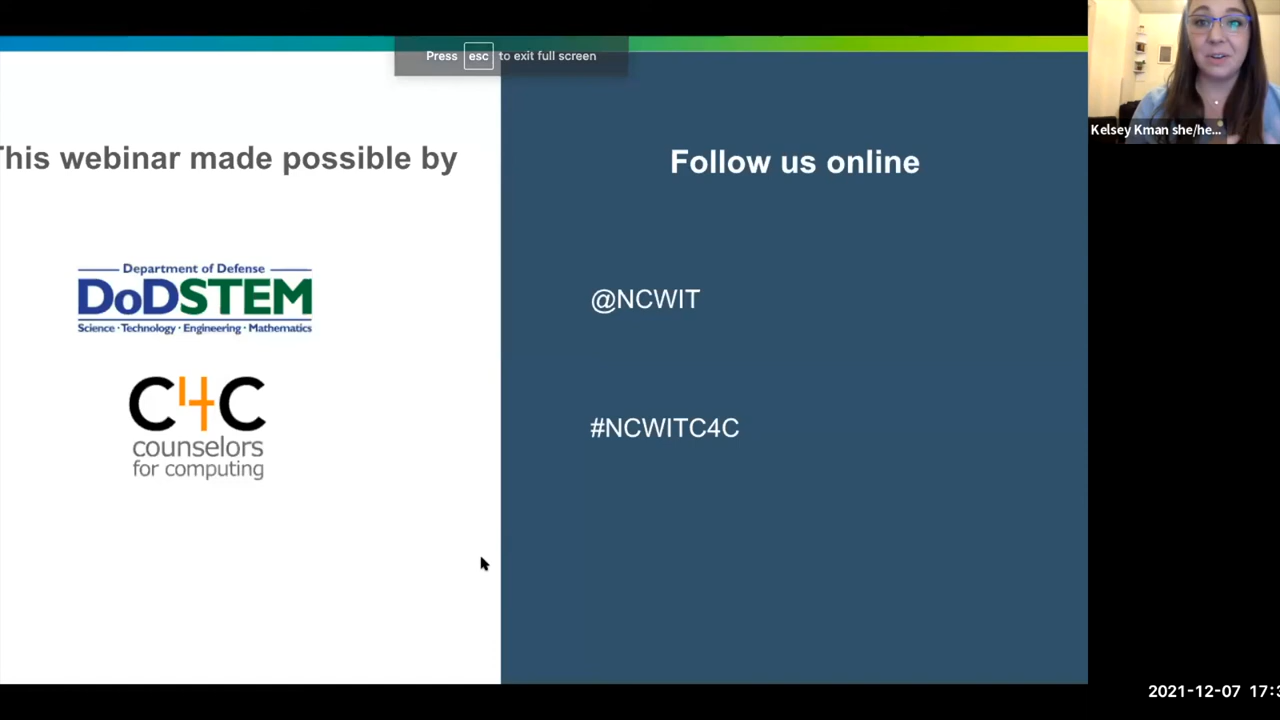 Press esc to exit full screen
This webinar made possible by
Department of Defense
DoDSTEM
Science · Technology · Engineering · Mathematics
C4C
counselors
for computing
Follow us online
@NCWIT
#NCWITC4C
Kelsey Kman she/he...
2021-12-07 17:3